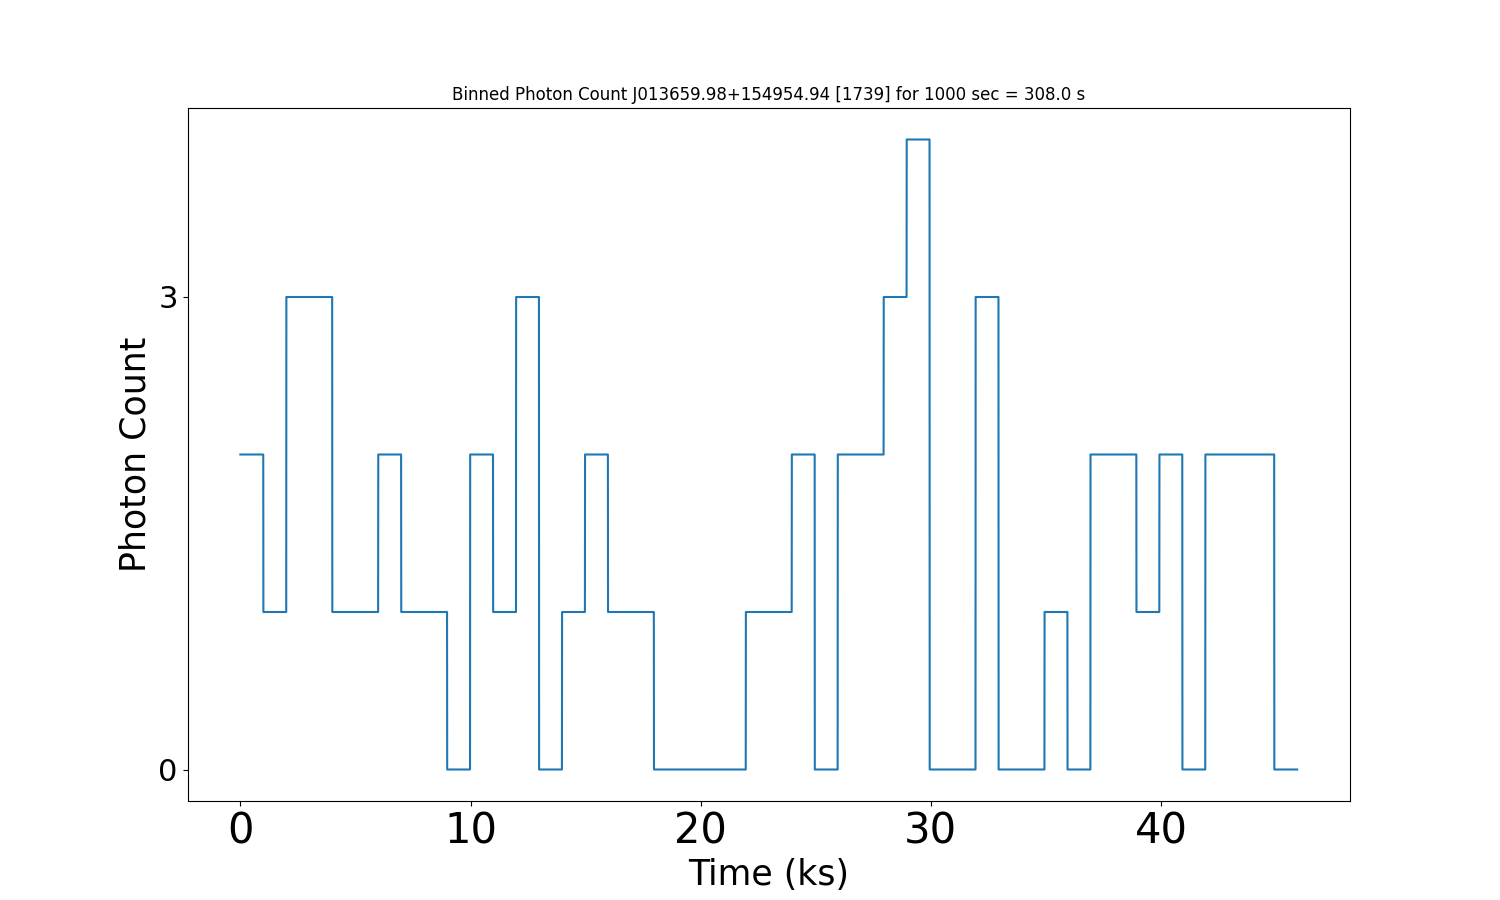 Binned Photon Count J013659.98+154954.94 [1739] for 1000 sec = 308.0 s
3
0
Photon Count
0 10 20 30 40
Time (ks)